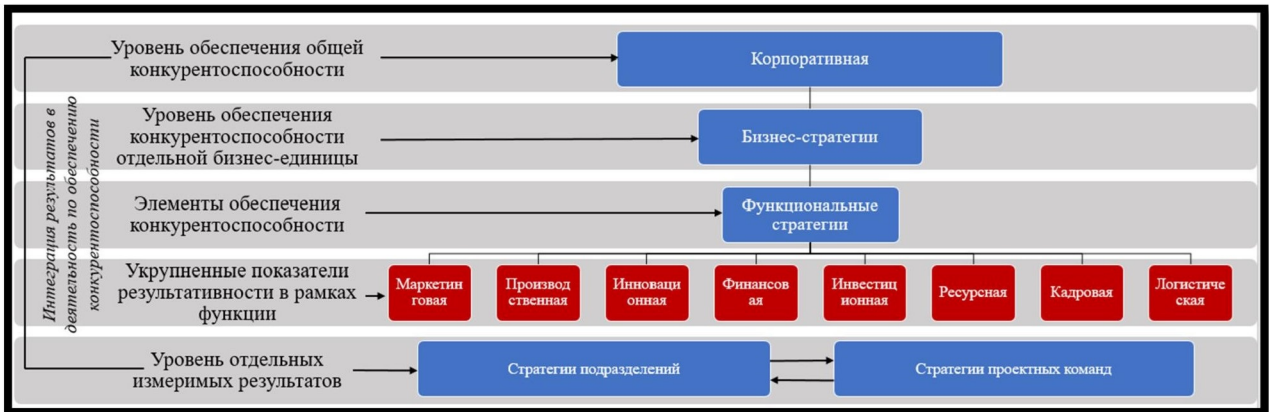 Интеграция результатов в
деятельность по обеспечению
конкурентоспособности
Уровень обеспечения общей
конкурентоспособности
Корпоративная
Уровень обеспечения
конкурентоспособности
отдельной бизнес-единицы
Бизнес-стратегии
Элементы обеспечения
конкурентоспособности
Функциональные
стратегии
Укрупненные показатели
результативности в рамках
функции
Маркетин
говая
Производ
ственная
Инноваци
онная
Финансов
ая
Инвестиц
ионная
Ресурсная
Кадровая
Логистиче
ская
Уровень отдельных
измеримых результатов
Стратегии подразделений
Стратегии проектных команд